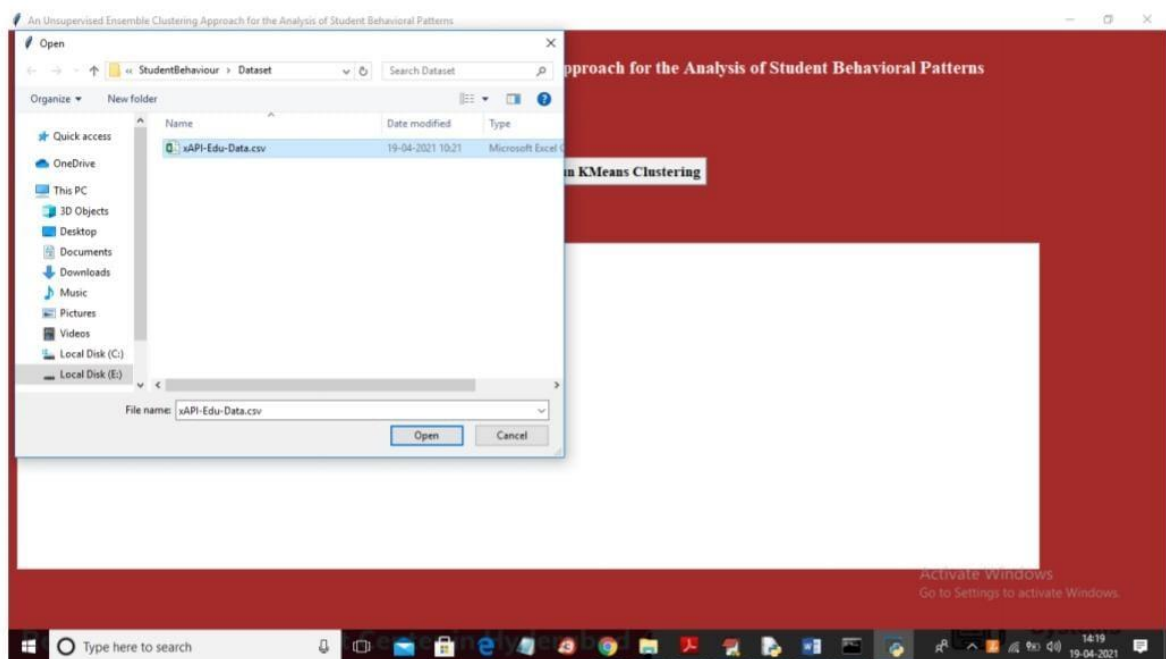 An Unsupervised Ensemble Clustering Approach for the Analysis of Student Behavioral Patterns
Open
pproach for the Analysis of Student Behavioral Patterns
« StudentBehaviour > Dataset
Search Dataset
Organize
New folder
Name
Date modified
Type
Quick access
xAPI-Edu-Data.csv
19-04-2021 10:21
Microsoft Excel C
OneDrive
un KMeans Clustering
This PC
3D Objects
Desktop
Documents
Downloads
Music
Pictures
Videos
Local Disk (C:)
Local Disk (E:)
File name:
xAPI-Edu-Data.csv
Open
Cancel
Activate Windows
Go to Settings to activate Windows.
Type here to search
14:19
19-04-2021